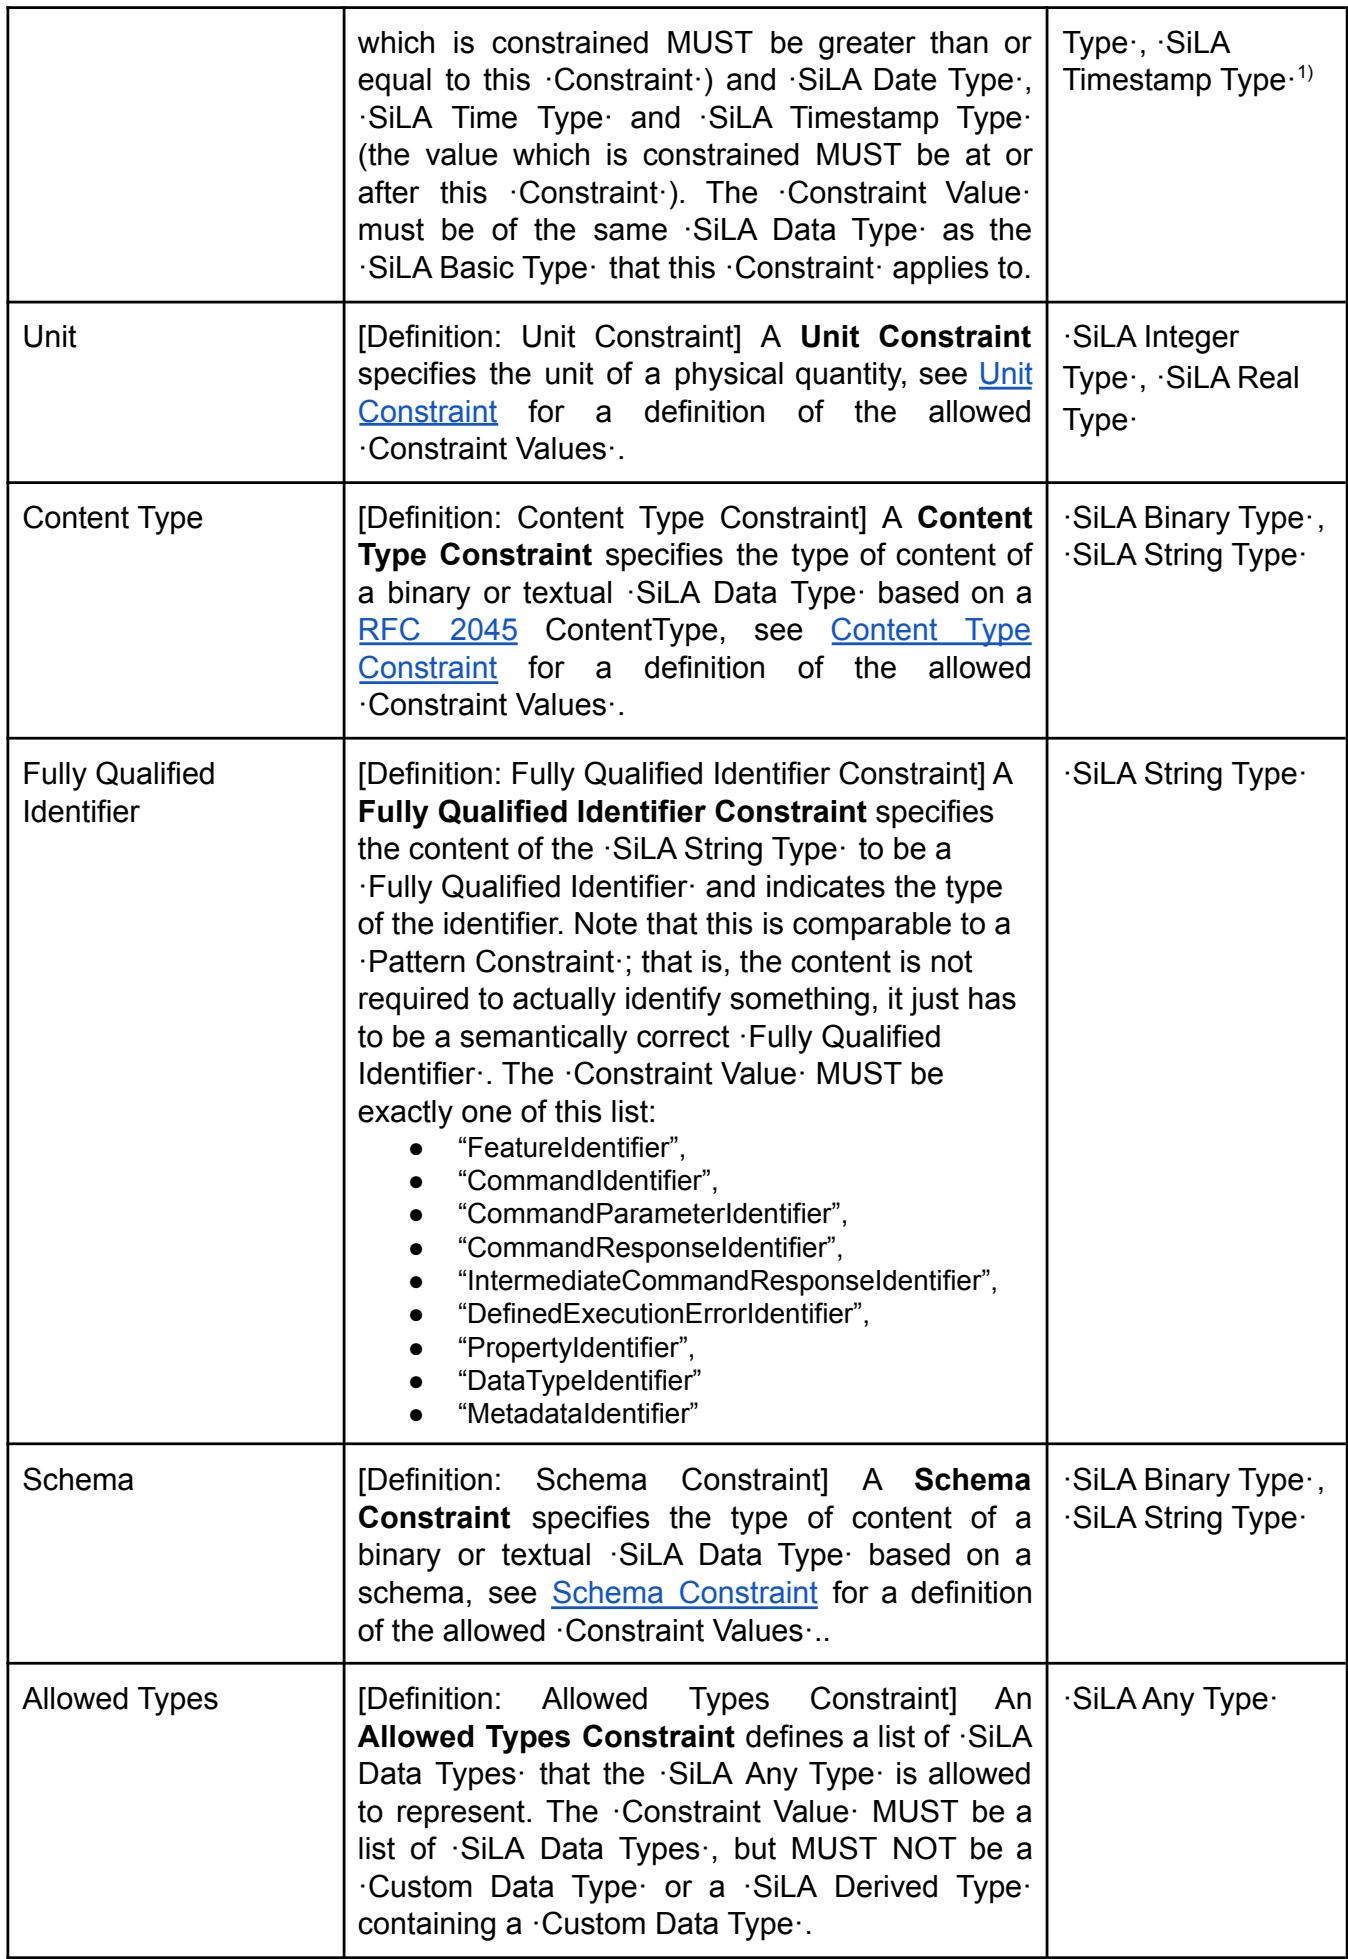 which is constrained MUST be greater than or
equal to this ·Constraint·) and ·SiLA Date Type·,
·SiLA Time Type· and ·SiLA Timestamp Type·
(the value which is constrained MUST be at or
after this ·Constraint·). The ·Constraint Value·
must be of the same ·SiLA Data Type· as the
·SiLA Basic Type· that this ·Constraint· applies to.
Type·, ·SiLA
Timestamp Type·1)
Unit
[Definition: Unit Constraint] A Unit Constraint
specifies the unit of a physical quantity, see Unit
Constraint for a definition of the allowed
·Constraint Values·.
·SiLA Integer
Type·, ·SiLA Real
Type·
Content Type
[Definition: Content Type Constraint] A Content
Type Constraint specifies the type of content of
a binary or textual ·SiLA Data Type· based on a
RFC 2045 ContentType, see Content Type
Constraint for a definition of the allowed
·Constraint Values·.
·SiLA Binary Type·,
·SiLA String Type·
Fully Qualified
Identifier
[Definition: Fully Qualified Identifier Constraint] A
Fully Qualified Identifier Constraint specifies
the content of the ·SiLA String Type· to be a
·Fully Qualified Identifier· and indicates the type
of the identifier. Note that this is comparable to a
·Pattern Constraint·; that is, the content is not
required to actually identify something, it just has
to be a semantically correct ·Fully Qualified
Identifier·. The ·Constraint Value· MUST be
exactly one of this list:
● “FeatureIdentifier”,
● “CommandIdentifier”,
● “CommandParameterIdentifier”,
● “CommandResponseIdentifier”,
● “IntermediateCommandResponseIdentifier”,
● “DefinedExecutionErrorIdentifier”,
● “PropertyIdentifier”,
● “DataTypeIdentifier”
● “MetadataIdentifier”
·SiLA String Type·
Schema
[Definition: Schema Constraint] A Schema
Constraint specifies the type of content of a
binary or textual ·SiLA Data Type· based on a
schema, see Schema Constraint for a definition
of the allowed ·Constraint Values·..
·SiLA Binary Type·,
·SiLA String Type·
Allowed Types
[Definition: Allowed Types Constraint] An
Allowed Types Constraint defines a list of ·SiLA
Data Types· that the ·SiLA Any Type· is allowed
to represent. The ·Constraint Value· MUST be a
list of ·SiLA Data Types·, but MUST NOT be a
·Custom Data Type· or a ·SiLA Derived Type·
containing a ·Custom Data Type·.
·SiLA Any Type·